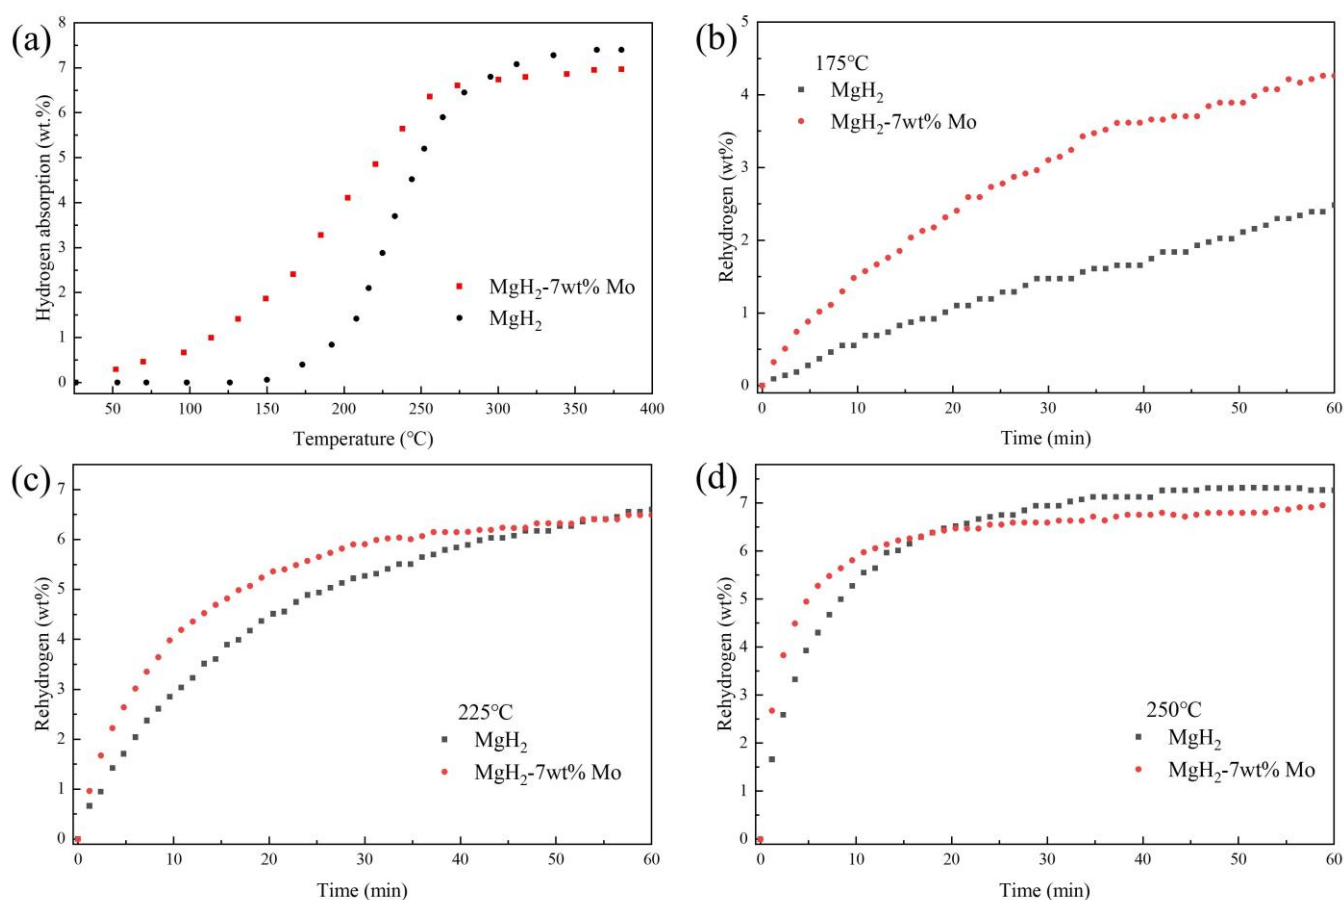 (a)
8
7
6
5
4
3
2
1
0
Hydrogen absorption (wt.%)
MgH2-7wt% Mo
MgH2
50 100 150 200 250 300 350 400
Temperature (℃)
(b)
5
4
3
2
1
0
Rehydrogen (wt%)
175℃
MgH2
MgH2-7wt% Mo
0 10 20 30 40 50 60
Time (min)
(c)
7
6
5
4
3
2
1
0
Rehydrogen (wt%)
225℃
MgH2
MgH2-7wt% Mo
0 10 20 30 40 50 60
Time (min)
(d)
7
6
5
4
3
2
1
0
Rehydrogen (wt%)
250℃
MgH2
MgH2-7wt% Mo
0 10 20 30 40 50 60
Time (min)